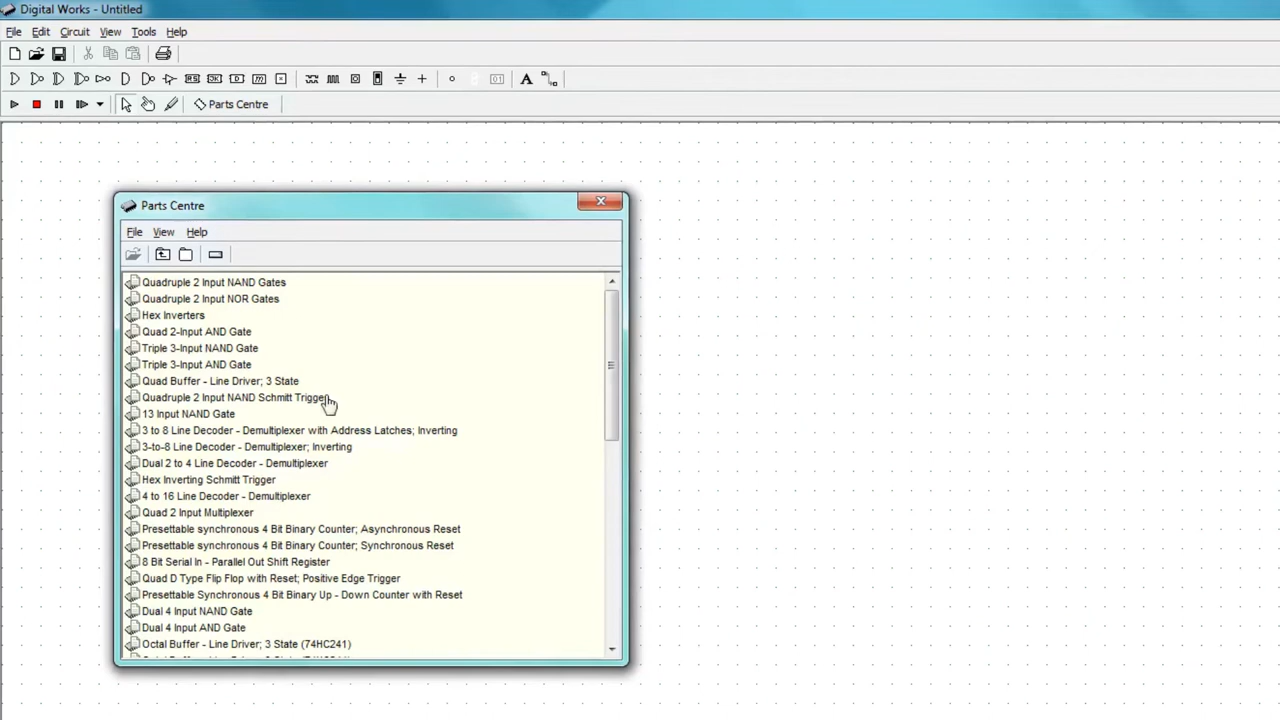 Digital Works - Untitled
File Edit Circuit View Tools Help
Parts Centre
Parts Centre
File View Help
Quadruple 2 Input NAND Gates
Quadruple 2 Input NOR Gates
Hex Inverters
Quad 2-Input AND Gate
Triple 3-Input NAND Gate
Triple 3-Input AND Gate
Quad Buffer - Line Driver; 3 State
Quadruple 2 Input NAND Schmitt Trigger
13 Input NAND Gate
3 to 8 Line Decoder - Demultiplexer with Address Latches; Inverting
3-to-8 Line Decoder - Demultiplexer; Inverting
Dual 2 to 4 Line Decoder - Demultiplexer
Hex Inverting Schmitt Trigger
4 to 16 Line Decoder - Demultiplexer
Quad 2 Input Multiplexer
Presettable synchronous 4 Bit Binary Counter; Asynchronous Reset
Presettable synchronous 4 Bit Binary Counter; Synchronous Reset
8 Bit Serial In - Parallel Out Shift Register
Quad D Type Flip Flop with Reset; Positive Edge Trigger
Presettable Synchronous 4 Bit Binary Up - Down Counter with Reset
Dual 4 Input NAND Gate
Dual 4 Input AND Gate
Octal Buffer - Line Driver; 3 State (74HC241)